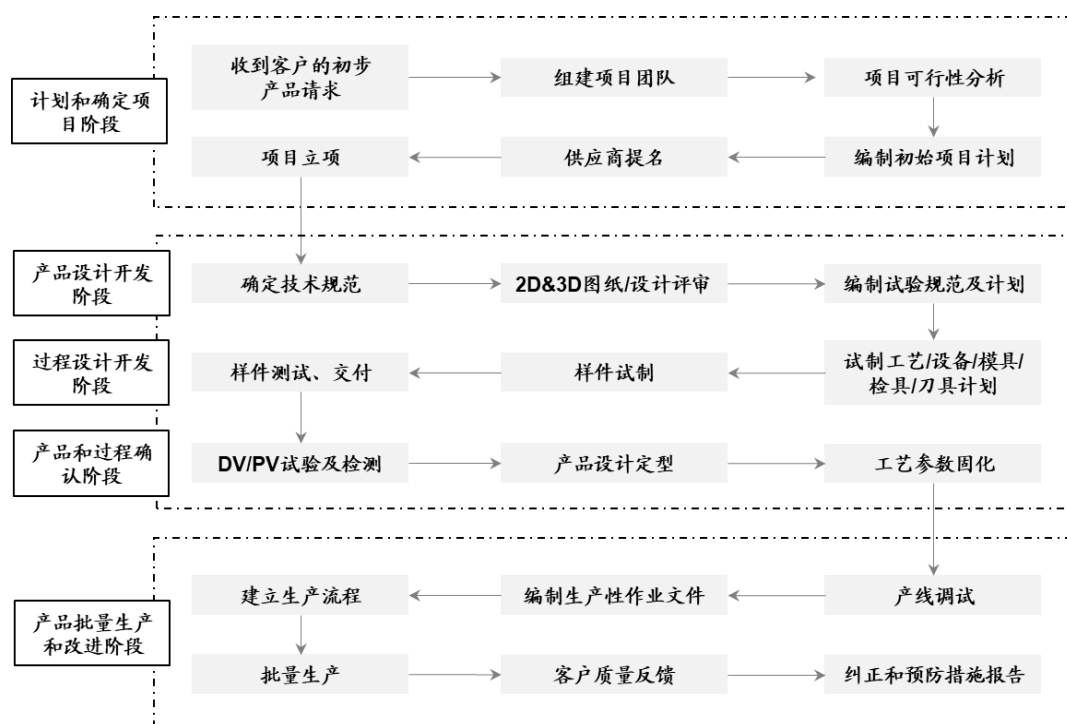 收到客户的初步
产品请求
组建项目团队
项目可行性分析
计划和确定项
目阶段
项目立项
供应商提名
编制初始项目计划
产品设计开发
阶段
确定技术规范
2D&3D图纸/设计评审
编制试验规范及计划
过程设计开发
阶段
样件测试、交付
样件试制
试制工艺/设备/模具/
检具/刀具计划
产品和过程确
认阶段
DV/PV试验及检测
产品设计定型
工艺参数固化
建立生产流程
编制生产性作业文件
产线调试
产品批量生产
和改进阶段
批量生产
客户质量反馈
纠正和预防措施报告